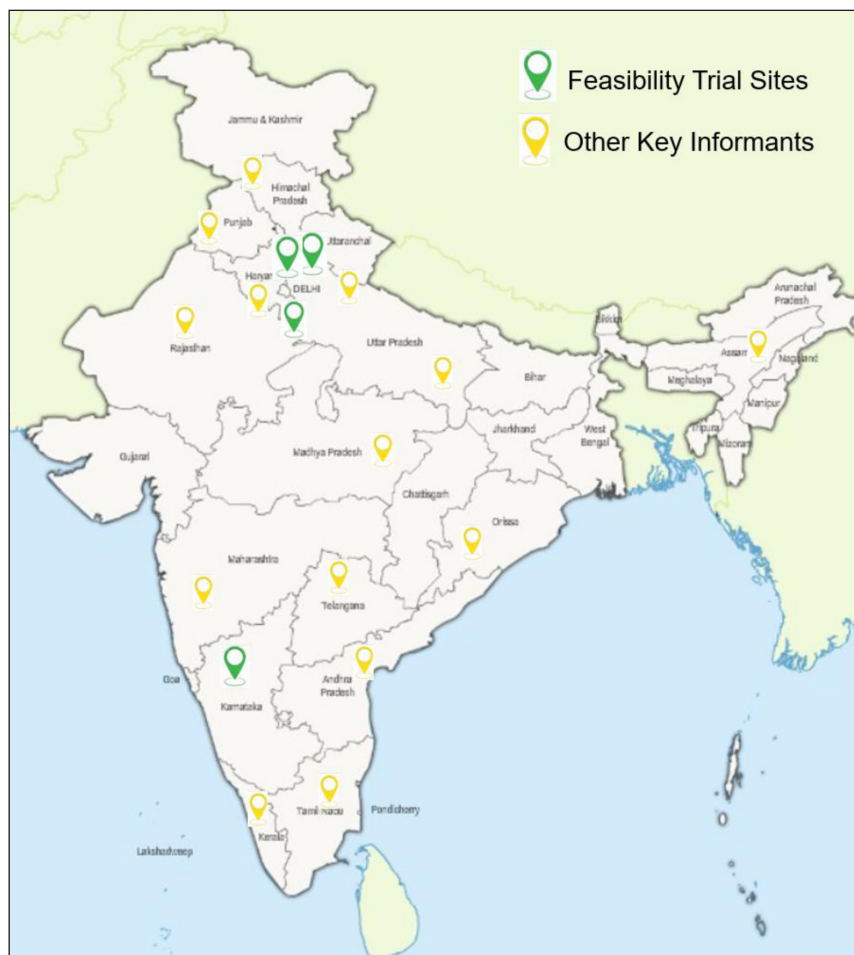 Feasibility Trial Sites
Other Key Informants
Jammu & Kashmir
Himachal
Pradesh
Punjab
Uttaranchal
Haryan
DELHI
Rajasthan
Uttar Pradesh
Bihar
Sikkim
Arunachal
Pradesh
Assam
Nagaland
Meghalaya
Manipur
Tripura
Mizoram
Gujarat
Madhya Pradesh
Jharkhand
West
Bengal
Chattisgarh
Orissa
Maharashtra
Telangana
Goa
Karnataka
Andhra
Pradesh
Tamil Nadu
Pondicherry
Kerala
Lakshadweep